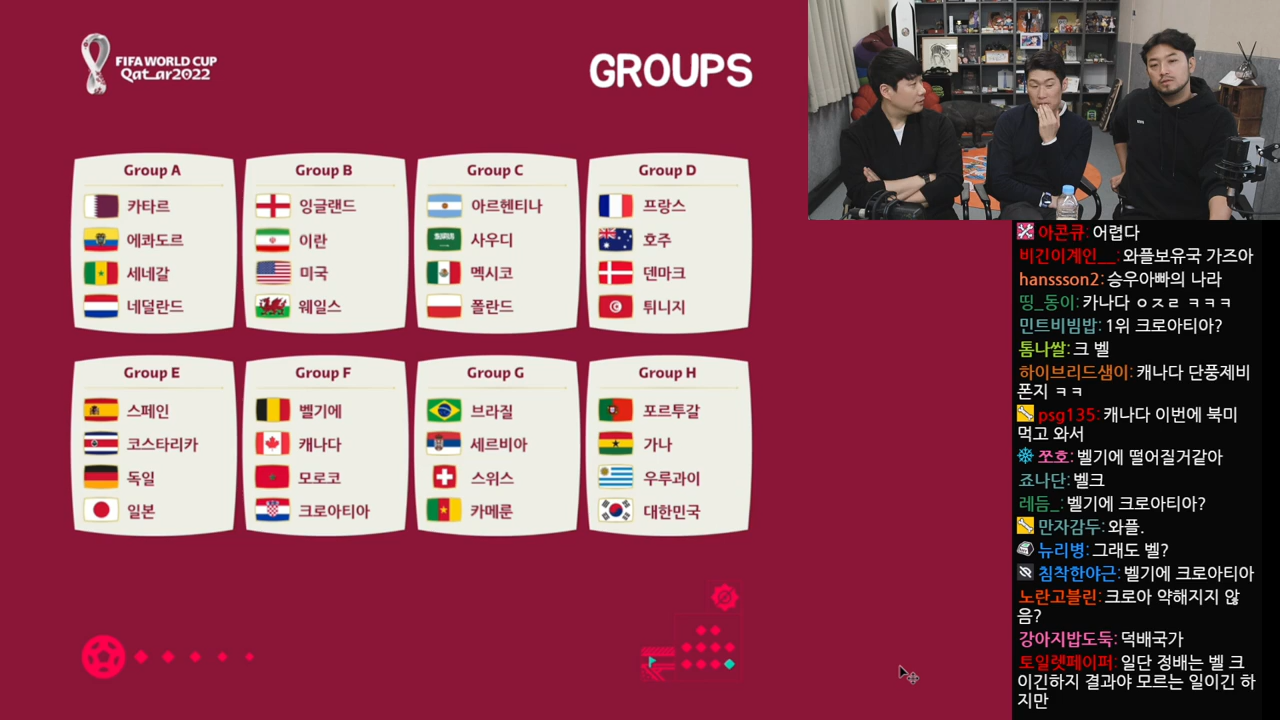 FIFA WORLD CUP
Qatar2022
GROUPS
Group A
카타르
에콰도르
세네갈
네덜란드
Group B
잉글랜드
이란
미국
웨일스
Group C
아르헨티나
사우디
멕시코
폴란드
Group D
프랑스
호주
덴마크
튀니지
Group E
스페인
코스타리카
독일
일본
Group F
벨기에
캐나다
모로코
크로아티아
Group G
브라질
세르비아
스위스
카메룬
Group H
포르투갈
가나
우루과이
대한민국
아콘큐: 어렵다
비긴이게인__: 와플보유국 가즈아
hanssson2: 승우아빠의 나라
띵_동이: 카나다 ㅇㅈㄹ ㅋㅋㅋ
민트비빔밥: 1위 크로아티아?
톰나쌀: 크 벨
하이브리드샘이: 캐나다 단풍제비
폰지 ㅋㅋ
psg135: 캐나다 이번에 북미
먹고 와서
쪼호: 벨기에 떨어질거같아
죠나단: 벨크
레듬_: 벨기에 크로아티아?
만자감두: 와플.
뉴리병: 그래도 벨?
침착한야근: 벨기에 크로아티아
노란고블린: 크로아 약해지지 않
음?
강아지밥도둑: 덕배국가
토일렛페이퍼: 일단 정배는 벨 크
이긴하지 결과야 모르는 일이긴 하
지만